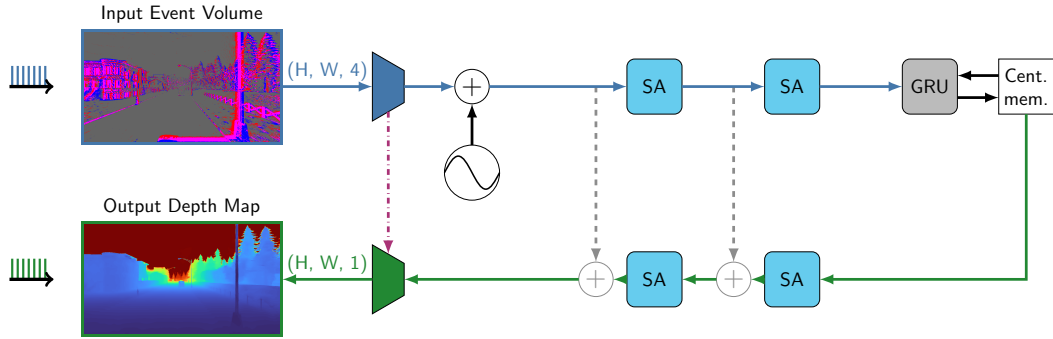 Input Event Volume
(H, W, 4)
SA
SA
GRU
Cent.
mem.
Output Depth Map
(H, W, 1)
SA
SA